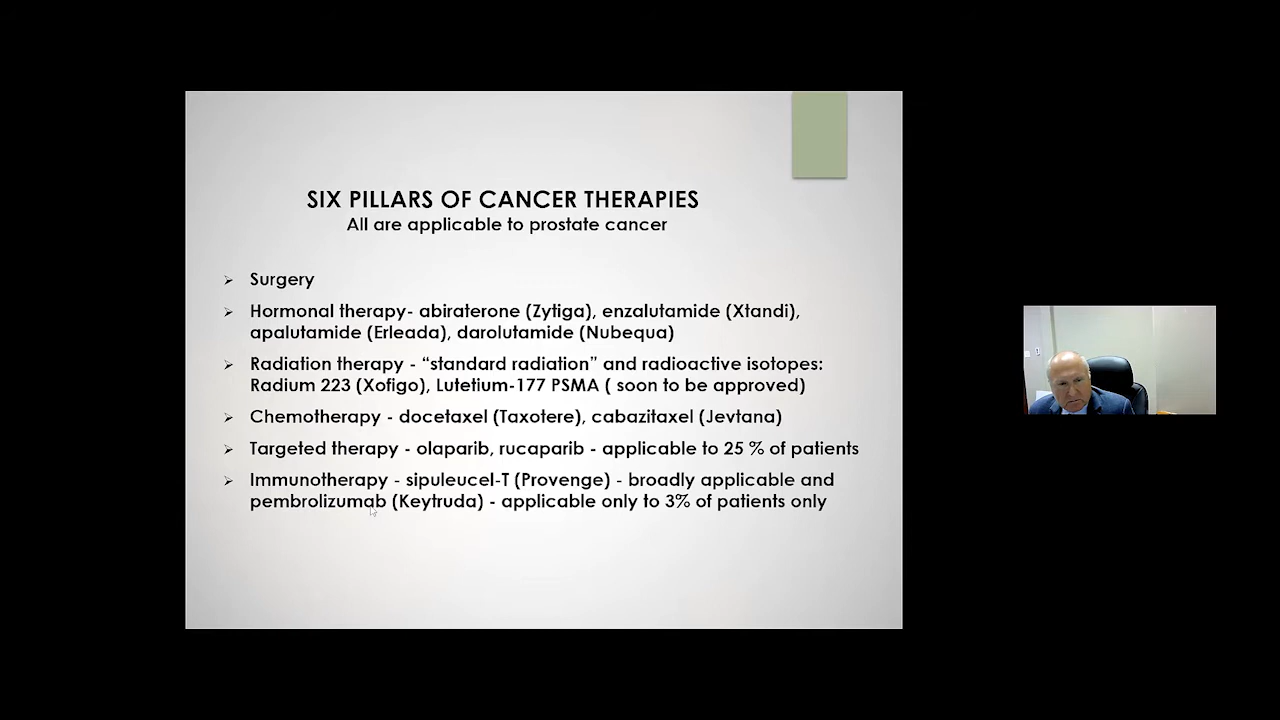 SIX PILLARS OF CANCER THERAPIES
All are applicable to prostate cancer
Surgery
Hormonal therapy- abiraterone (Zytiga), enzalutamide (Xtandi),
apalutamide (Erleada), darolutamide (Nubequa)
Radiation therapy - “standard radiation” and radioactive isotopes:
Radium 223 (Xofigo), Lutetium-177 PSMA ( soon to be approved)
Chemotherapy - docetaxel (Taxotere), cabazitaxel (Jevtana)
Targeted therapy - olaparib, rucaparib - applicable to 25 % of patients
Immunotherapy - sipuleucel-T (Provenge) - broadly applicable and
pembrolizumab (Keytruda) - applicable only to 3% of patients only